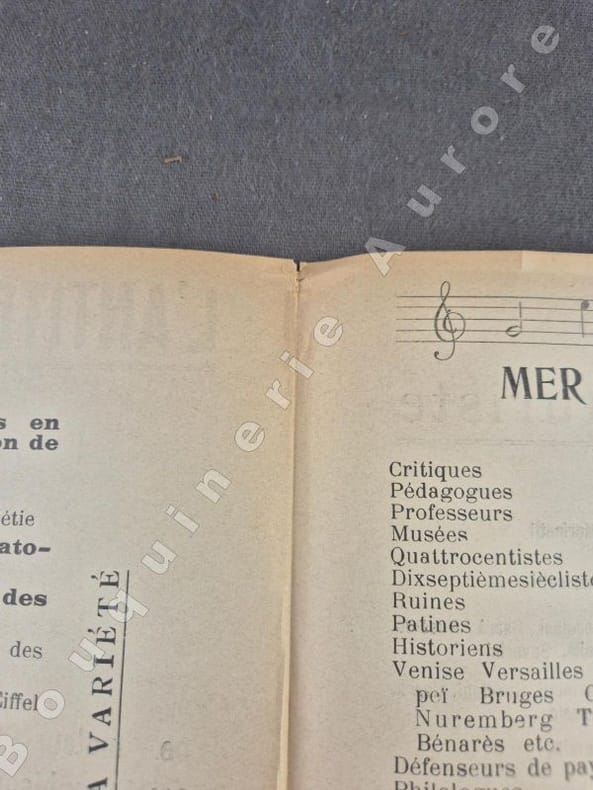 s en
on de
étie
ato-
des
des
Eiffel
A VARIÉTÉ
MER
Critiques
Pédagogues
Professeurs
Musées
Quattrocentistes
Dixseptièmesiècliste
Ruines
Patines
Historiens
Venise Versailles
peï Bruges
Nuremberg T
Bénarès etc.
Défenseurs de pay
Philologues
Bouquinerie Aurore